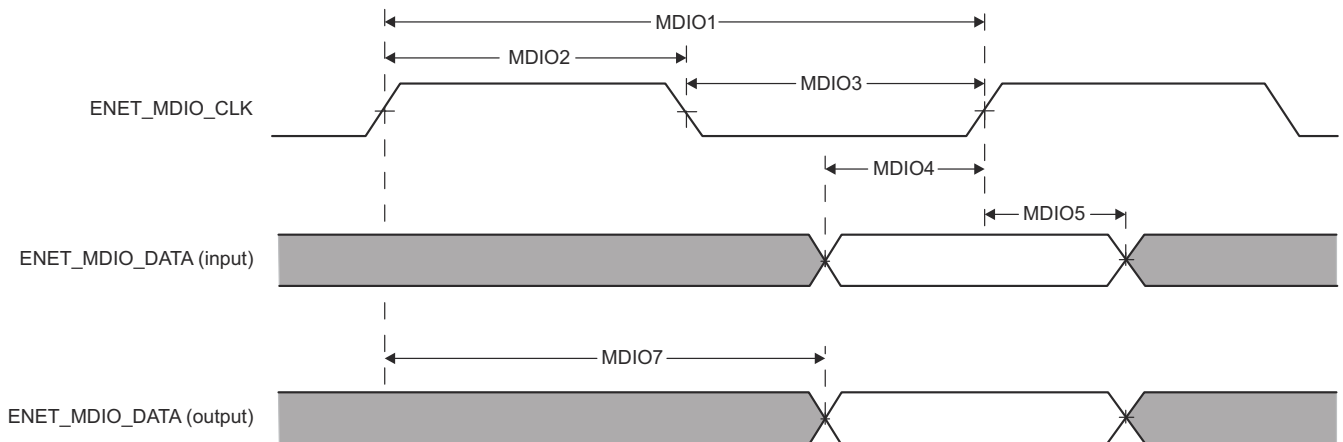 MDIO1
MDIO2
MDIO3
ENET_MDIO_CLK
MDIO4
MDIO5
ENET_MDIO_DATA (input)
MDIO7
ENET_MDIO_DATA (output)